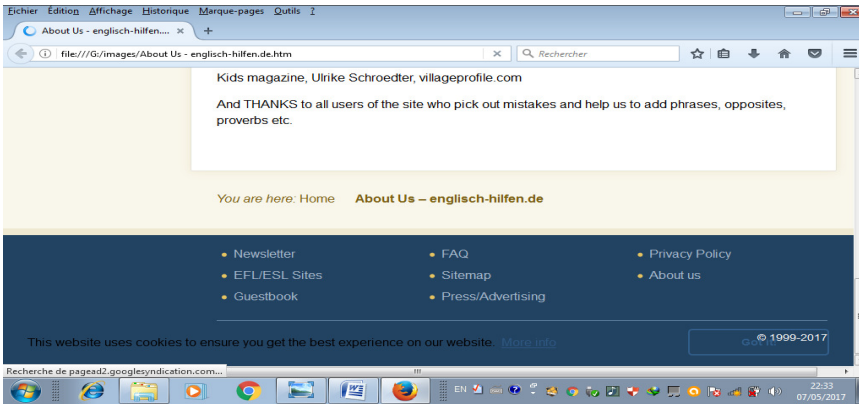 Fichier Édition Affichage Historique Marque-pages Outils ?
About Us - englisch-hilfen.... × +
file:///G:/images/About Us - englisch-hilfen.de.htm Rechercher
Kids magazine, Ulrike Schroedter, villageprofile.com
And THANKS to all users of the site who pick out mistakes and help us to add phrases, opposites,
proverbs etc.
You are here: Home About Us – englisch-hilfen.de
Newsletter FAQ Privacy Policy
EFL/ESL Sites Sitemap About us
Guestbook Press/Advertising
This website uses cookies to ensure you get the best experience on our website. More info © 1999-2017
Recherche de pagead2.googlesyndication.com...
EN 22:33
07/05/2017